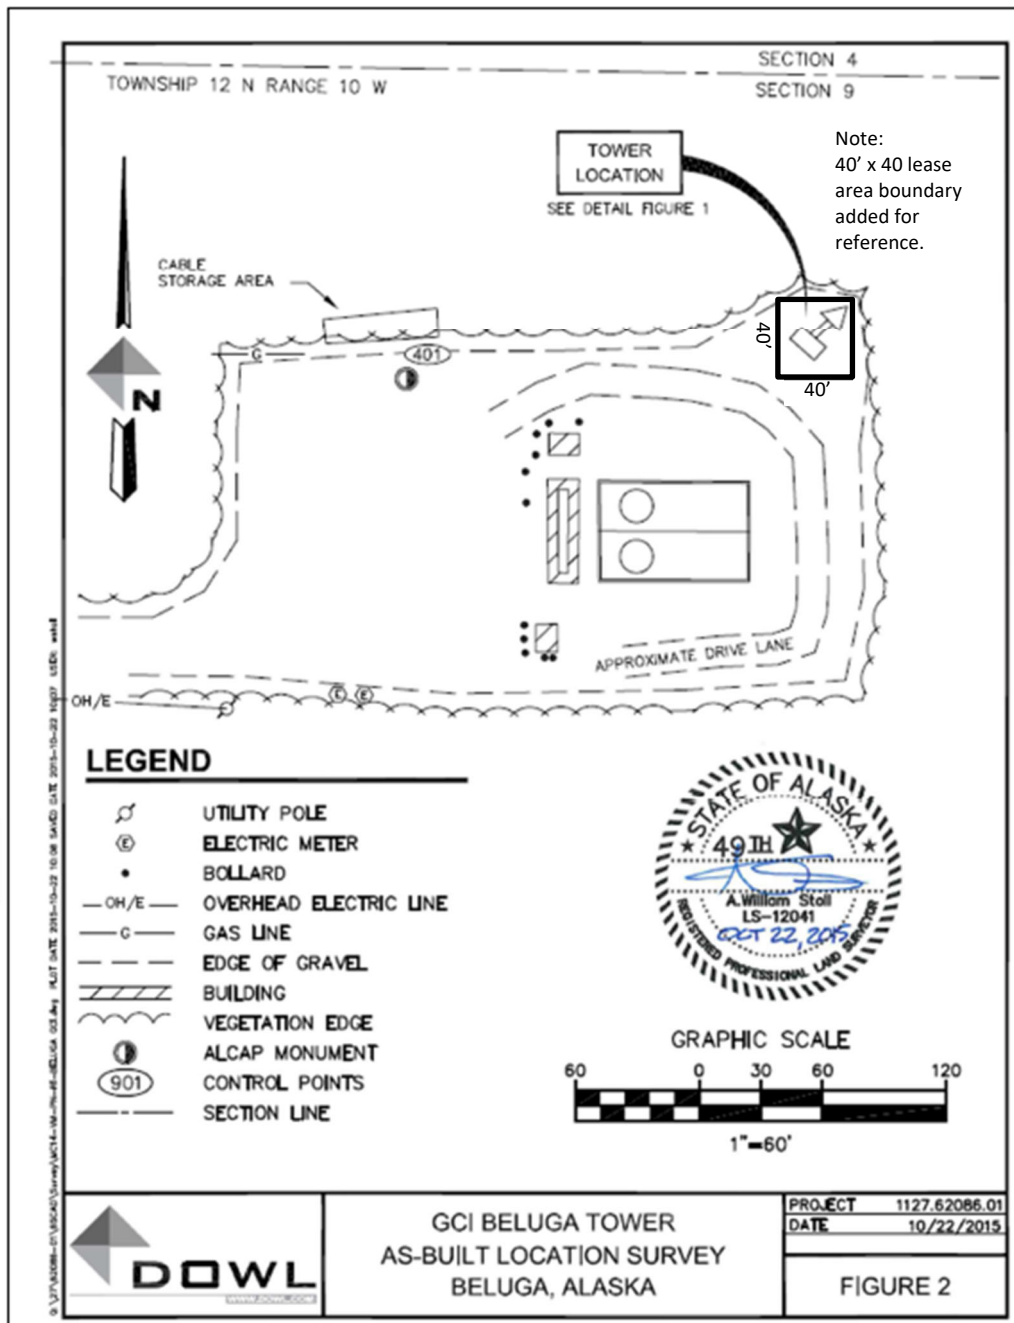 SECTION 4
TOWNSHIP 12 N RANGE 10 W
SECTION 9
TOWER
LOCATION
SEE DETAIL FIGURE 1
Note:
40' x 40 lease
area boundary
added for
reference.
CABLE
STORAGE AREA
G
401
40'
40'
N
APPROXIMATE DRIVE LANE
OH/E
E
E
LEGEND
UTILITY POLE
E ELECTRIC METER
BOLLARD
OH/E OVERHEAD ELECTRIC LINE
G GAS LINE
EDGE OF GRAVEL
BUILDING
VEGETATION EDGE
ALCAP MONUMENT
901 CONTROL POINTS
SECTION LINE
STATE OF ALASKA
49TH
A.William Stoll
LS-12041
OCT 22, 2015
REGISTERED PROFESSIONAL LAND SURVEYOR
GRAPHIC SCALE
60 0 30 60 120
1"=60'
DOWL
WWW.DOWL.COM
GCI BELUGA TOWER
AS-BUILT LOCATION SURVEY
BELUGA, ALASKA
PROJECT 1127.62086.01
DATE 10/22/2015
FIGURE 2